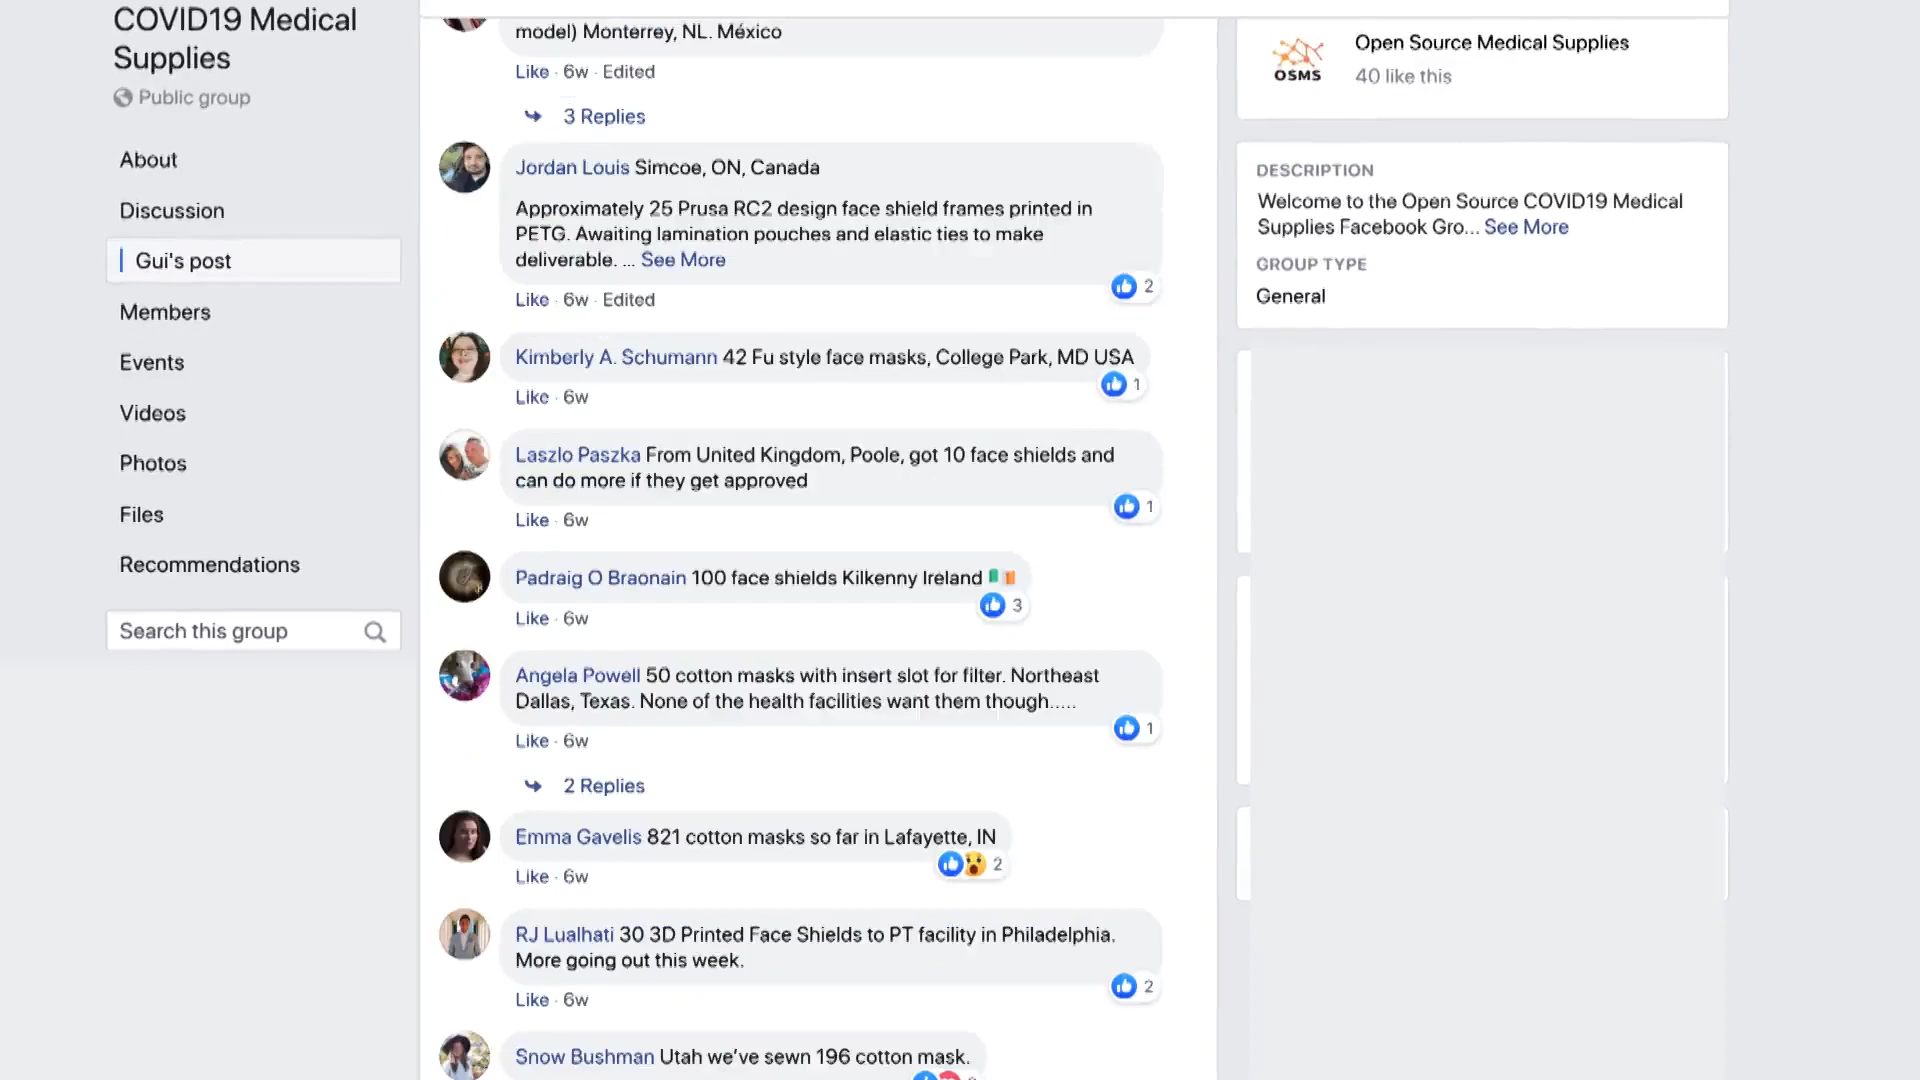 COVID19 Medical
Supplies
Public group
About
Discussion
Gui's post
Members
Events
Videos
Photos
Files
Recommendations
Search this group
model) Monterrey, NL. México
Like · 6w · Edited
3 Replies
Jordan Louis Simcoe, ON, Canada
Approximately 25 Prusa RC2 design face shield frames printed in
PETG. Awaiting lamination pouches and elastic ties to make
deliverable. ... See More
2
Like · 6w · Edited
Kimberly A. Schumann 42 Fu style face masks, College Park, MD USA
1
Like · 6w
Laszlo Paszka From United Kingdom, Poole, got 10 face shields and
can do more if they get approved
1
Like · 6w
Padraig O Braonain 100 face shields Kilkenny Ireland 🇮🇪
3
Like · 6w
Angela Powell 50 cotton masks with insert slot for filter. Northeast
Dallas, Texas. None of the health facilities want them though.....
1
Like · 6w
2 Replies
Emma Gavelis 821 cotton masks so far in Lafayette, IN
2
Like · 6w
RJ Lualhati 30 3D Printed Face Shields to PT facility in Philadelphia.
More going out this week.
2
Like · 6w
Snow Bushman Utah we've sewn 196 cotton mask.
OSMS
Open Source Medical Supplies
40 like this
DESCRIPTION
Welcome to the Open Source COVID19 Medical
Supplies Facebook Gro... See More
GROUP TYPE
General